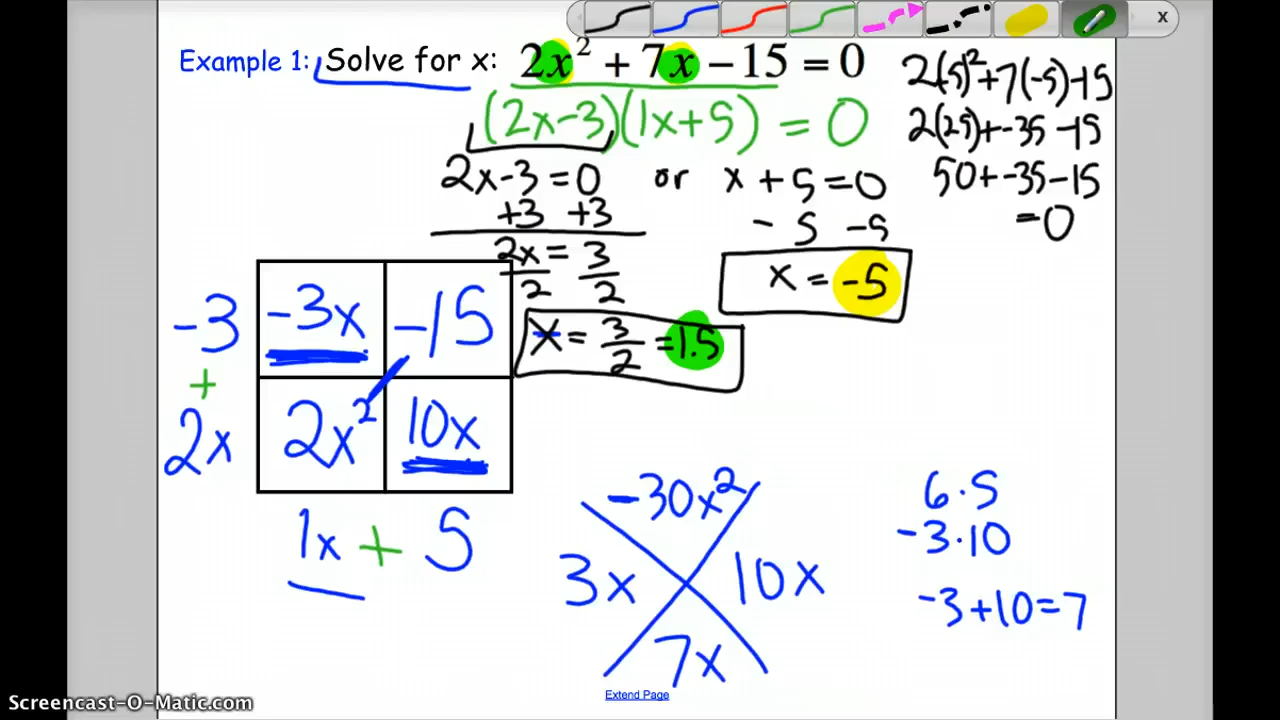 x
Example 1: Solve for x: 2x² + 7x − 15 = 0
(2x-3)(1x+5) = 0
2x-3=0 or x+5=0
+3 +3
- 5 -5
2x/2 = 3/2
x = -5
x = 3/2 = 1.5
2(-5)²+7(-5)-15
2(25)+-35-15
50+-35-15
=0
-3 -3x -15
+
2x 2x² 10x
1x + 5
-30x²
3x 10x
7x
6·5
-3·10
-3+10=7
Extend Page
Screencast-O-Matic.com